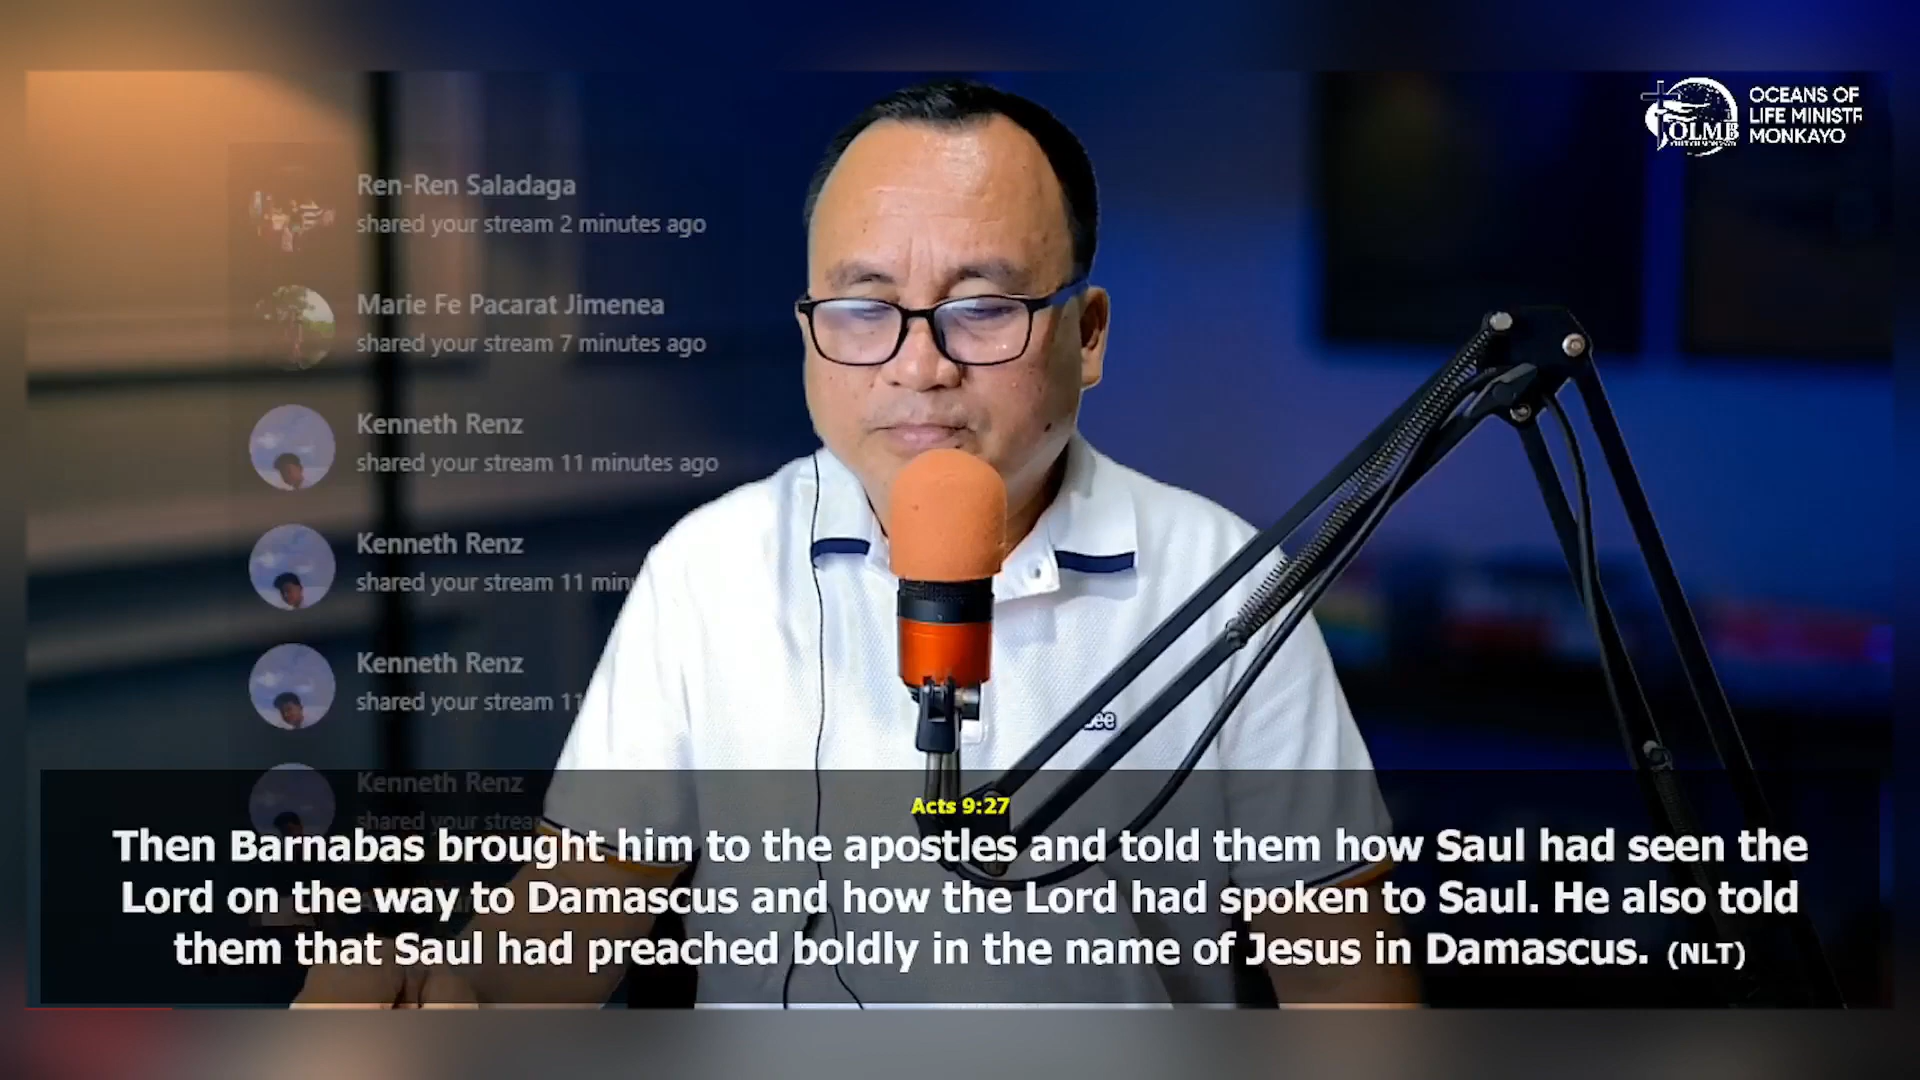 OCEANS OF
LIFE MINISTR
MONKAYO
OLMB
Ren-Ren Saladaga
shared your stream 2 minutes ago
Marie Fe Pacarat Jimenea
shared your stream 7 minutes ago
Kenneth Renz
shared your stream 11 minutes ago
Kenneth Renz
shared your stream 11 minu
Kenneth Renz
shared your stream 11
Kenneth Renz
shared your strea
Acts 9:27
Then Barnabas brought him to the apostles and told them how Saul had seen the
Lord on the way to Damascus and how the Lord had spoken to Saul. He also told
them that Saul had preached boldly in the name of Jesus in Damascus. (NLT)